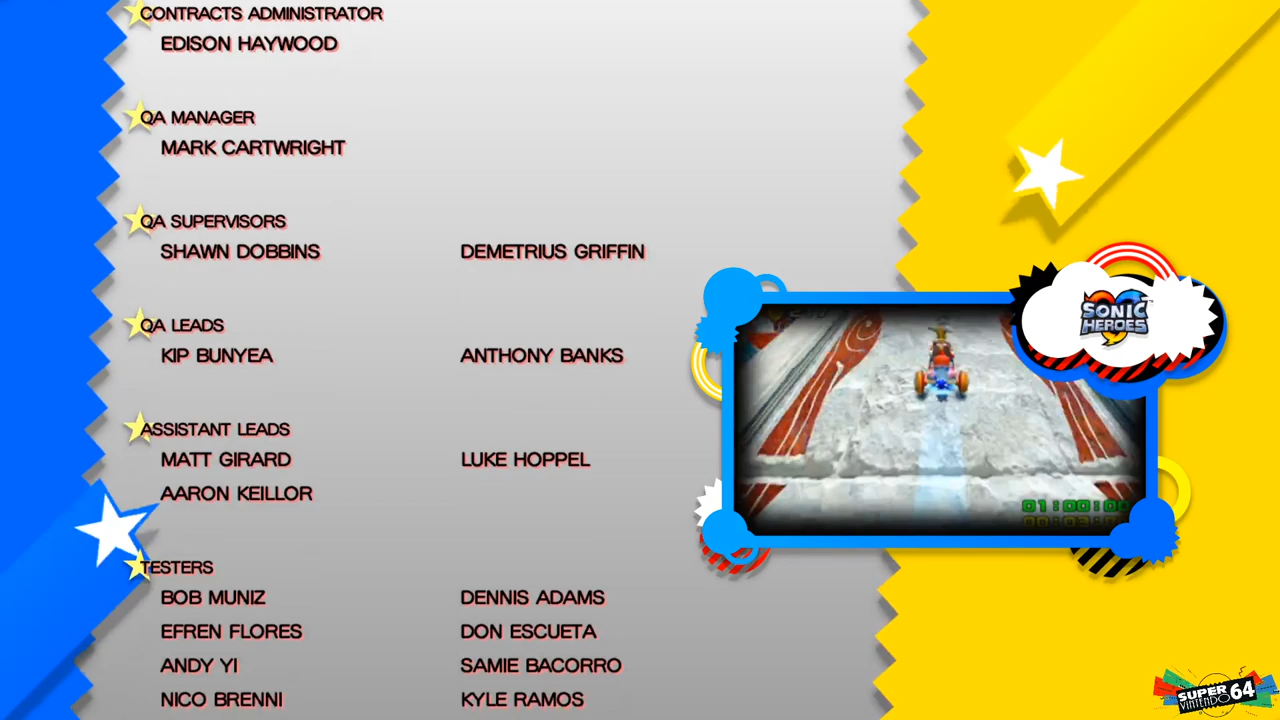 CONTRACTS ADMINISTRATOR
EDISON HAYWOOD
QA MANAGER
MARK CARTWRIGHT
QA SUPERVISORS
SHAWN DOBBINS DEMETRIUS GRIFFIN
QA LEADS
KIP BUNYEA ANTHONY BANKS
ASSISTANT LEADS
MATT GIRARD LUKE HOPPEL
AARON KEILLOR
TESTERS
BOB MUNIZ DENNIS ADAMS
EFREN FLORES DON ESCUETA
ANDY YI SAMIE BACORRO
NICO BRENNI KYLE RAMOS
SONIC
HEROES
SUPER
VINTENDO 64